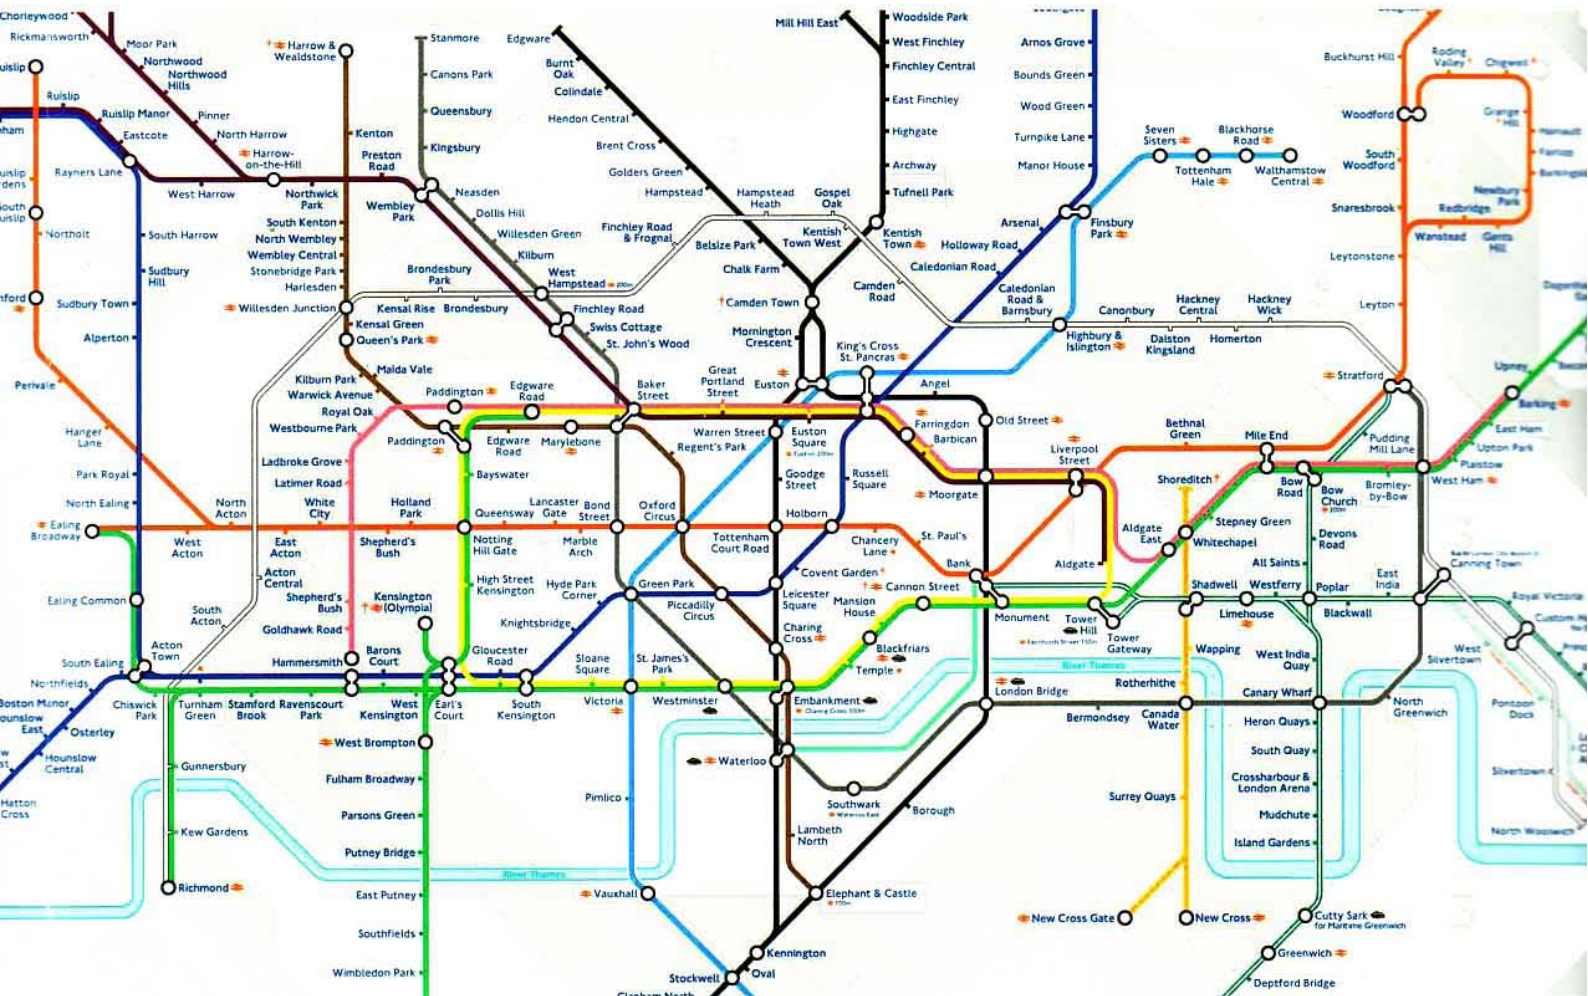 Chorleywood
Rickmansworth
Moor Park
Northwood
Northwood
Hills
Pinner
North Harrow
Harrow-
on-the-Hill
Harrow &
Wealdstone
Kenton
Preston
Road
Northwick
Park
South Kenton
North Wembley
Wembley Central
Stonebridge Park
Harlesden
Willesden Junction
Kensal Green
Queen's Park
Kilburn Park
Maida Vale
Warwick Avenue
Royal Oak
Westbourne Park
Ladbroke Grove
Latimer Road
Stanmore
Canons Park
Queensbury
Kingsbury
Wembley
Park
Neasden
Dollis Hill
Willesden Green
Kilburn
West
Hampstead
Finchley Road
Swiss Cottage
St. John's Wood
Edgware
Burnt
Oak
Colindale
Hendon Central
Brent Cross
Golders Green
Hampstead
Hampstead
Heath
Gospel
Oak
Finchley Road
& Frognal
Belsize Park
Chalk Farm
Camden Town
Mornington
Crescent
Euston
Mill Hill East
Woodside Park
West Finchley
Finchley Central
East Finchley
Highgate
Archway
Tufnell Park
Kentish
Town
Kentish
Town West
Camden
Road
Arnos Grove
Bounds Green
Wood Green
Turnpike Lane
Manor House
Arsenal
Finsbury
Park
Holloway Road
Caledonian Road
Caledonian
Road &
Barnsbury
Highbury &
Islington
Canonbury
Dalston
Kingsland
Hackney
Central
Homerton
Hackney
Wick
Seven
Sisters
Tottenham
Hale
Blackhorse
Road
Walthamstow
Central
Buckhurst Hill
Roding
Valley
Chigwell
Grange
Hill
Woodford
South
Woodford
Newbury
Park
Snaresbrook
Redbridge
Wanstead
Gants
Hill
Leytonstone
Leyton
Stratford
Upney
Barking
East Ham
Upton Park
Plaistow
West Ham
Ruislip
Ruislip Manor
Eastcote
Rayners Lane
West Harrow
South Harrow
Sudbury
Hill
Sudbury Town
Alperton
Northolt
Perivale
Hanger
Lane
Park Royal
North Ealing
Ealing
Broadway
West
Acton
North
Acton
East
Acton
White
City
Shepherd's
Bush
Holland
Park
Notting
Hill Gate
Queensway
Lancaster
Gate
Marble
Arch
Bond
Street
Oxford
Circus
Tottenham
Court Road
Holborn
Chancery
Lane
St. Paul's
Bank
Brondesbury
Park
Kensal Rise
Brondesbury
Paddington
Edgware
Road
Baker
Street
Great
Portland
Street
King's Cross
St. Pancras
Angel
Old Street
Farringdon
Barbican
Moorgate
Liverpool
Street
Bethnal
Green
Mile End
Pudding
Mill Lane
Bow
Road
Bow
Church
200m
Bromley-
by-Bow
Paddington
Edgware
Road
Marylebone
Regent's Park
Warren Street
Euston
Square
Goodge
Street
Russell
Square
Bayswater
High Street
Kensington
Shoreditch
Aldgate
East
Stepney Green
Whitechapel
Aldgate
Devons
Road
All Saints
Acton
Central
South
Acton
Ealing Common
Acton
Town
South Ealing
Northfields
Boston Manor
Osterley
Hounslow
Central
Hatton
Cross
Shepherd's
Bush
Goldhawk Road
Hammersmith
Kensington
(Olympia)
Barons
Court
Gloucester
Road
Knightsbridge
Hyde Park
Corner
Green Park
Piccadilly
Circus
Covent Garden
Leicester
Square
Charing
Cross
Cannon Street
Mansion
House
Blackfriars
Temple
Monument
Tower
Hill
Tower
Gateway
Shadwell
Westferry
Limehouse
Poplar
Blackwall
East
India
Canning Town
Royal Victoria
Chiswick
Park
Turnham
Green
Stamford
Brook
Ravenscourt
Park
West
Kensington
Earl's
Court
South
Kensington
Sloane
Square
Victoria
St. James's
Park
Westminster
Embankment
River Thames
London Bridge
Bermondsey
Wapping
Rotherhithe
Canada
Water
West India
Quay
Canary Wharf
Heron Quays
South Quay
Crossharbour &
London Arena
Mudchute
Island Gardens
North
Greenwich
West
Silvertown
Pontoon
Dock
Silvertown
North Woolwich
Gunnersbury
Kew Gardens
Richmond
West Brompton
Fulham Broadway
Parsons Green
Putney Bridge
East Putney
Southfields
Wimbledon Park
River Thames
Pimlico
Vauxhall
Stockwell
Waterloo
Southwark
Waterloo East
Lambeth
North
Borough
Elephant & Castle
Kennington
Oval
Clapham North
Surrey Quays
New Cross Gate
New Cross
Cutty Sark
for Maritime Greenwich
Greenwich
Deptford Bridge